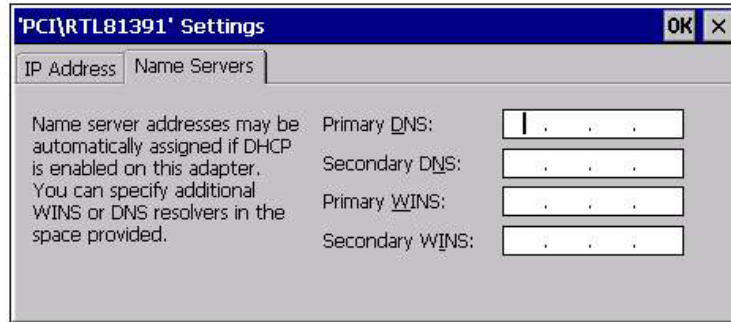 'PCI\RTL81391' Settings OK ×
IP Address Name Servers
Name server addresses may be
automatically assigned if DHCP
is enabled on this adapter.
You can specify additional
WINS or DNS resolvers in the
space provided.
Primary DNS:
Secondary DNS:
Primary WINS:
Secondary WINS: